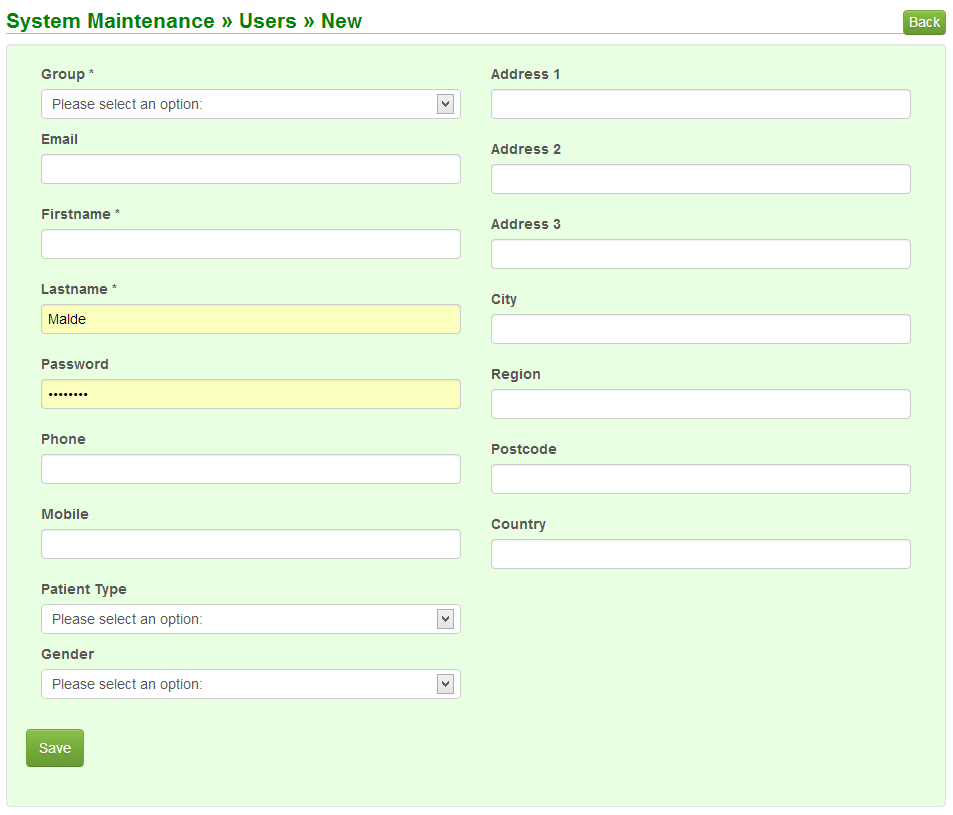 System Maintenance » Users » New
Back
Group *
Please select an option:
Email
Firstname *
Lastname *
Malde
Password
••••••••
Phone
Mobile
Patient Type
Please select an option:
Gender
Please select an option:
Address 1
Address 2
Address 3
City
Region
Postcode
Country
Save